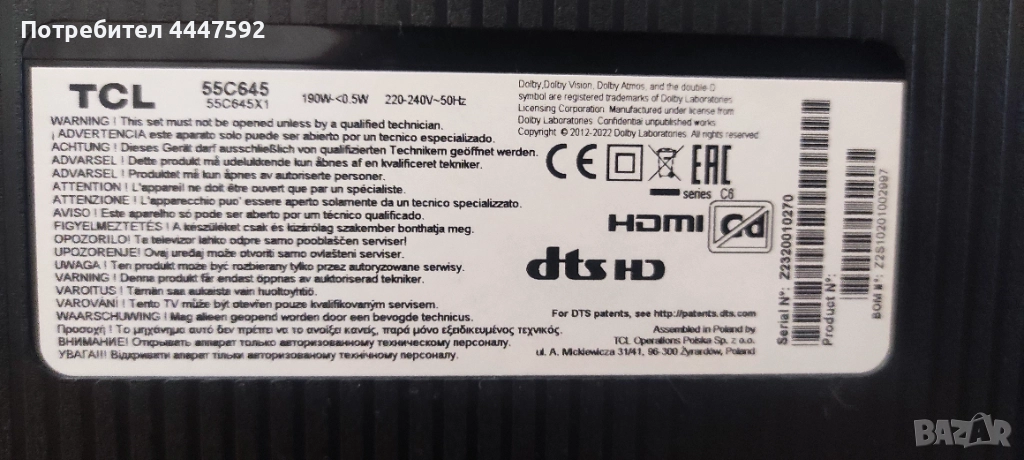 Потребител 4447592
TCL
55C645
55C645X1
190W~<0.5W 220-240V~50Hz
WARNING ! This set must not be opened unless by a qualified technician.
¡ ADVERTENCIA este aparato solo puede ser abierto por un tecnico especializado.
ACHTUNG ! Dieses Gerät darf ausschließlich von qualifizierten Technikern geöffnet werden.
ADVARSEL ! Dette produkt må udelukkende kun åbnes af en kvalificeret tekniker.
ADVARSEL ! Produktet må kun åpnes av autoriserte personer.
ATTENTION ! L'appareil ne doit être ouvert que par un spécialiste.
ATTENZIONE ! L'apparecchio puo' essere aperto solamente da un tecnico specializzato.
AVISO ! Este aparelho só pode ser aberto por um técnico qualificado.
FIGYELMEZTETÉS ! A készüléket csak és kizárólag szakember bonthatja meg.
OPOZORILO! Ta televizor lahko odpre samo pooblaščen serviser!
UPOZORENJE! Ovaj uređaj može otvoriti samo ovlašteni serviser.
UWAGA ! Ten produkt może być rozbierany tylko przez autoryzowane serwisy.
VARNING ! Denna produkt får endast öppnas av auktoriserad tekniker.
VAROITUS ! Tämän saa aukaista vain huoltoyhtiö.
VAROVÁNÍ ! Tento TV může být otevřen pouze kvalifikovaným servisem.
WAARSCHUWING ! Mag alleen geopend worden door een bevoegde technicus.
Προσοχή ! Το μηχάνημα αυτό δεν πρέπει να το ανοίξει κανείς, παρά μόνο εξειδικευμένος τεχνικός.
ВНИМАНИЕ! Открывать аппарат только авторизованному техническому персоналу.
УВАГА!! Відкривати апарат тільки авторизованому технічному персоналу.
Dolby,Dolby Vision, Dolby Atmos, and the double-D
symbol are registered trademarks of Dolby Laboratories
Licensing Corporation. Manufactured under license from
Dolby Laboratories. Confidential unpublished works.
Copyright © 2012-2022 Dolby Laboratories. All rights reserved.
CE EAC
series C6
HDMI Cd
dts HD
For DTS patents, see http://patents.dts.com.
Assembled in Poland by
TCL Operations Polska Sp. z o.o.
ul. A. Mickiewicza 31/41, 96-300 Żyrardów, Poland
Serial N°: Z2320010270
Product N°:
BOM N°: Z2S10201002997
BAZAR